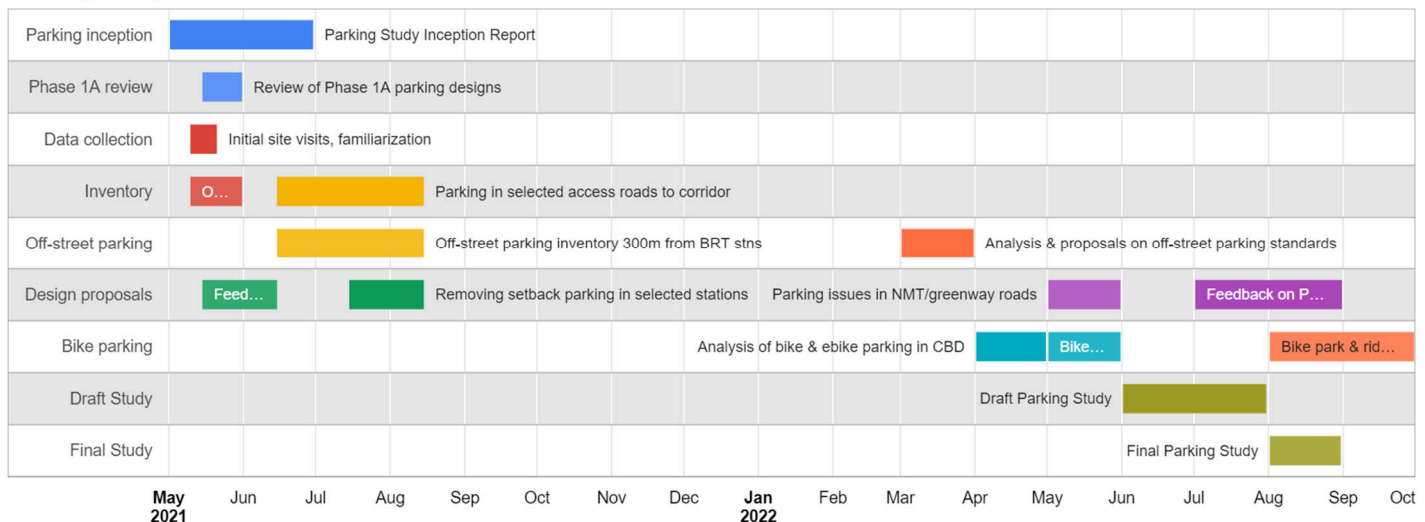 Parking inception
Parking Study Inception Report
Phase 1A review
Review of Phase 1A parking designs
Data collection
Initial site visits, familiarization
Inventory
O...
Parking in selected access roads to corridor
Off-street parking
Off-street parking inventory 300m from BRT stns
Analysis & proposals on off-street parking standards
Design proposals
Feed...
Removing setback parking in selected stations
Parking issues in NMT/greenway roads
Feedback on P...
Bike parking
Analysis of bike & ebike parking in CBD
Bike...
Bike park & rid...
Draft Study
Draft Parking Study
Final Study
Final Parking Study
May Jun Jul Aug Sep Oct Nov Dec Jan Feb Mar Apr May Jun Jul Aug Sep Oct
2021 2022